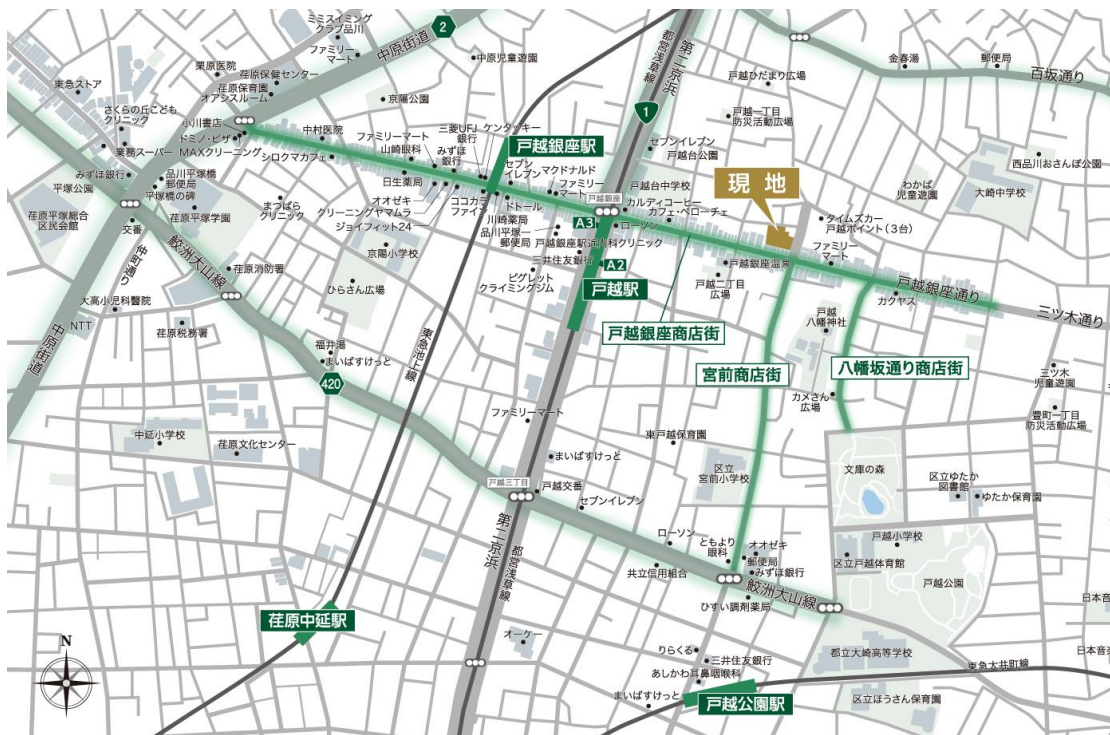 ミミスイミング
クラブ品川
ファミリー
マート
中原街道
2
栗原医院
荏原保健センター
荏原保育園
オアシスルーム
東急ストア
さくらの丘こども
クリニック
小川書店
ドミノ・ピザ
業務スーパー
MAXクリーニング
シロクマカフェ
中村医院
京陽公園
中原児童遊園
ファミリーマート
山崎眼科
みずほ
銀行
三菱UFJ
銀行
ケンタッキー
戸越銀座駅
セブン
イレブン
マクドナルド
ファミリー
マート
日生薬局
オオゼキ
クリーニングヤマムラ
ジョイフィット24
ココカラ
ファイン
ドトール
川崎薬局
品川平塚一
郵便局
戸越銀座駅近内科クリニック
三井住友銀行
ピグレット
クライミングジム
第二京浜
都営浅草線
1
セブンイレブン
戸越台公園
戸越台中学校
戸越銀座
カルディコーヒー
カフェ・ベローチェ
ローソン
A3
A2
戸越駅
戸越ひだまり広場
戸越一丁目
防災活動広場
金春湯
郵便局
百坂通り
西品川おさんぽ公園
わかば
児童遊園
大崎中学校
現地
タイムズカー
戸越ポイント(3台)
戸越銀座温泉
戸越二丁目
広場
ファミリー
マート
カクヤス
戸越銀座通り
三ツ木通り
戸越銀座商店街
宮前商店街
八幡坂通り商店街
戸越
八幡神社
カメさん
広場
三ツ木
児童遊園
豊町一丁目
防災活動広場
みずほ銀行
平塚公園
品川平塚橋
郵便局
平塚橋の碑
荏原平塚総合
区民会館
交番
荏原平塚学園
まつばら
クリニック
京陽小学校
ひらさん広場
鮫洲大山線
荏原消防署
大高小児科醫院
NTT
荏原税務署
中原街道
福井湯
まいばすけっと
420
東急池上線
中延小学校
荏原文化センター
ファミリーマート
まいばすけっと
戸越三丁目
戸越交番
セブンイレブン
第二京浜
都営浅草線
東戸越保育園
区立
宮前小学校
文庫の森
区立ゆたか
図書館
ゆたか保育園
戸越小学校
区立戸越体育館
戸越公園
ローソン
ともより
眼科
オオゼキ
郵便局
みずほ銀行
共立信用組合
鮫洲大山線
ひすい調剤薬局
荏原中延駅
オーケー
りらくる
三井住友銀行
あしかわ耳鼻咽喉科
まいばすけっと
戸越公園駅
都立大崎高等学校
東急大井町線
区立ほうさん保育園
日本音
日本音
N